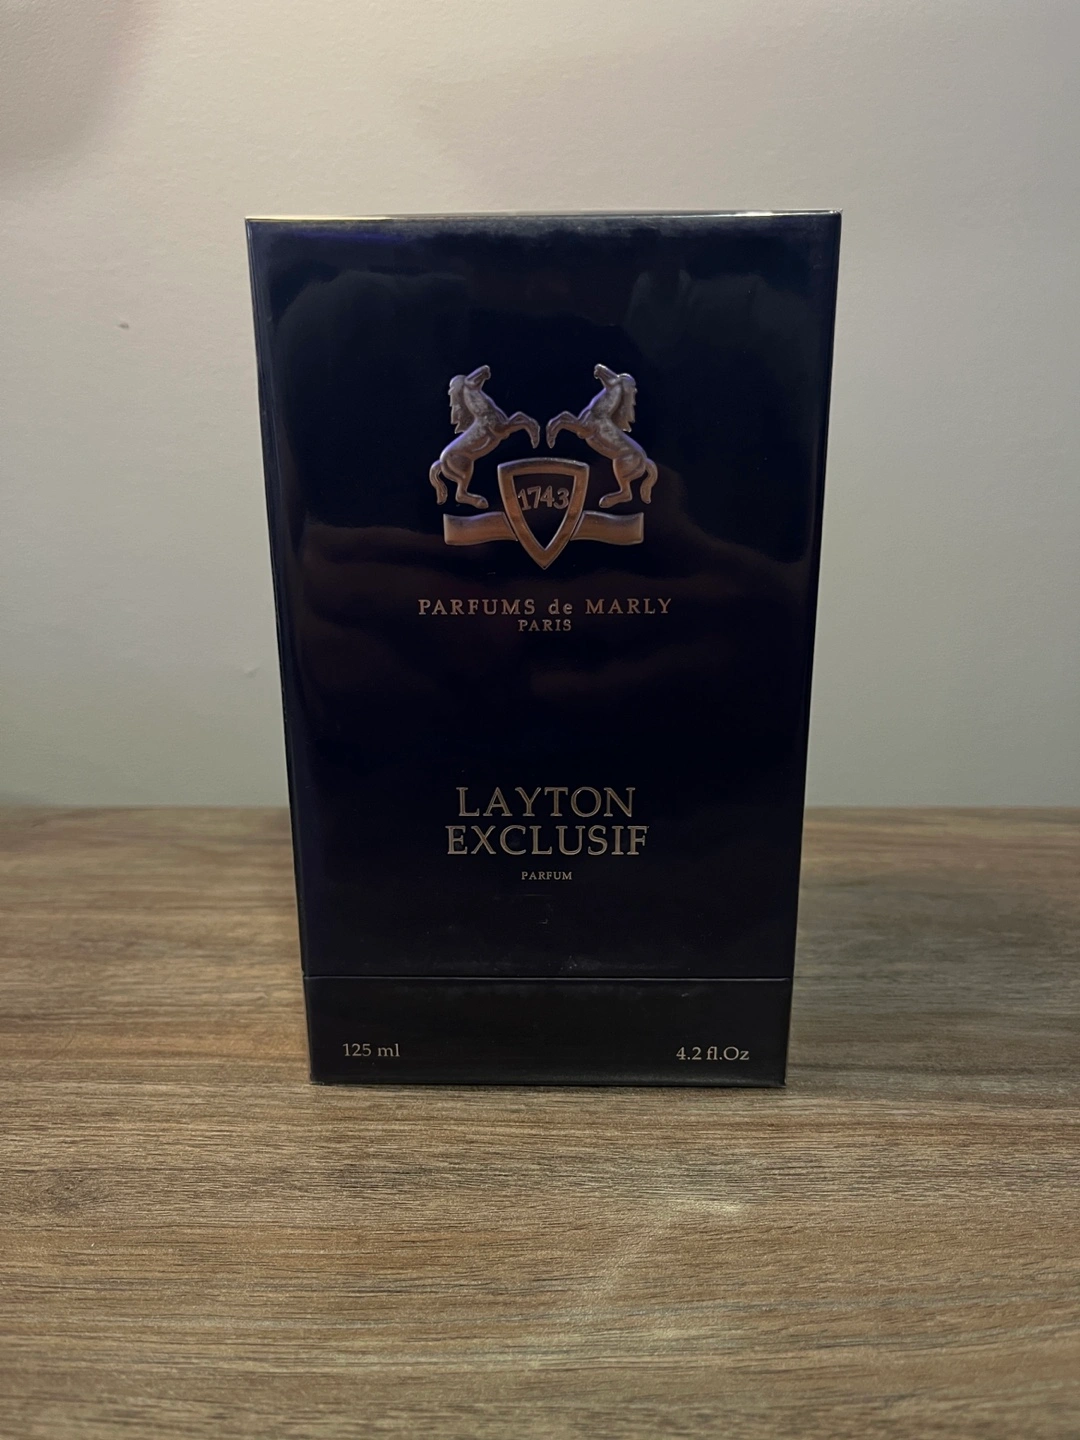 1743
PARFUMS de MARLY
PARIS
LAYTON
EXCLUSIF
PARFUM
125 ml
4.2 fl.Oz